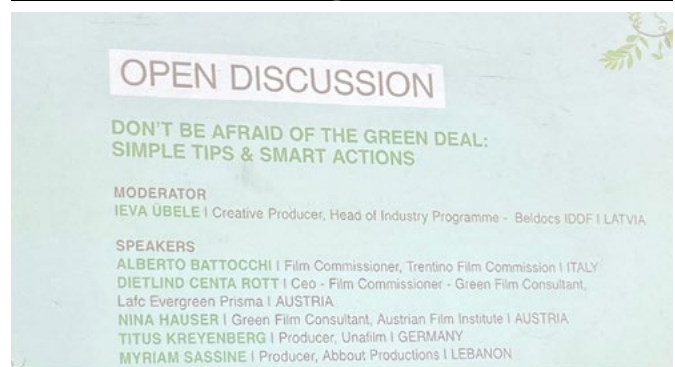 OPEN DISCUSSION
DON'T BE AFRAID OF THE GREEN DEAL:
SIMPLE TIPS & SMART ACTIONS
MODERATOR
IEVA ŪBELE I Creative Producer, Head of Industry Programme - Beldocs IDDF I LATVIA
SPEAKERS
ALBERTO BATTOCCHI I Film Commissioner, Trentino Film Commission I ITALY
DIETLIND CENTA ROTT I Ceo - Film Commissioner - Green Film Consultant,
Lafc Evergreen Prisma I AUSTRIA
NINA HAUSER I Green Film Consultant, Austrian Film Institute I AUSTRIA
TITUS KREYENBERG I Producer, Unafilm I GERMANY
MYRIAM SASSINE I Producer, Abbout Productions I LEBANON